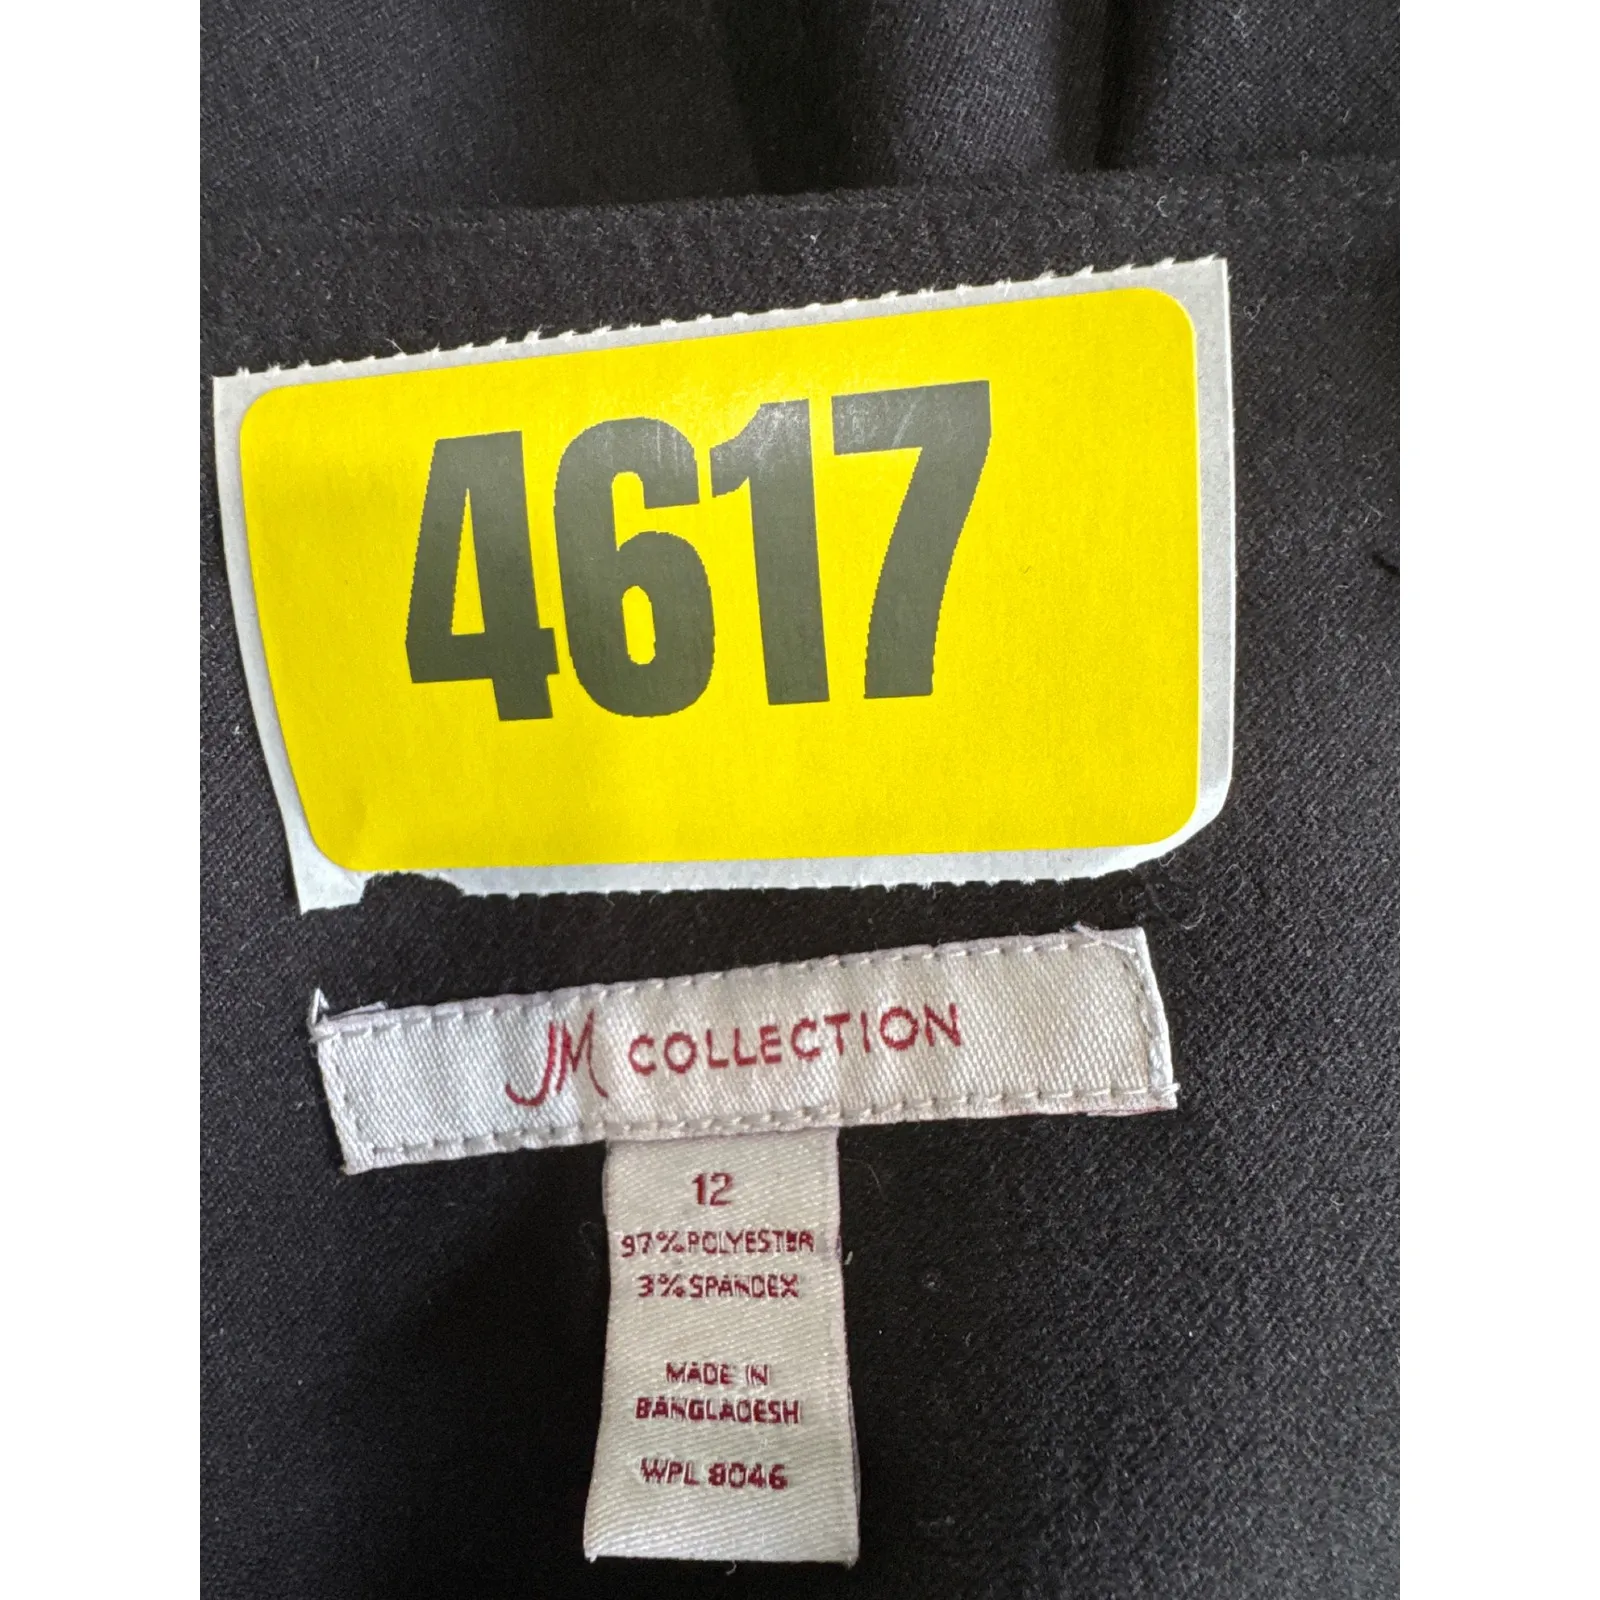 4617
JM COLLECTION
12
97% POLYESTER
3% SPANDEX
MADE IN
BANGLADESH
WPL 8046